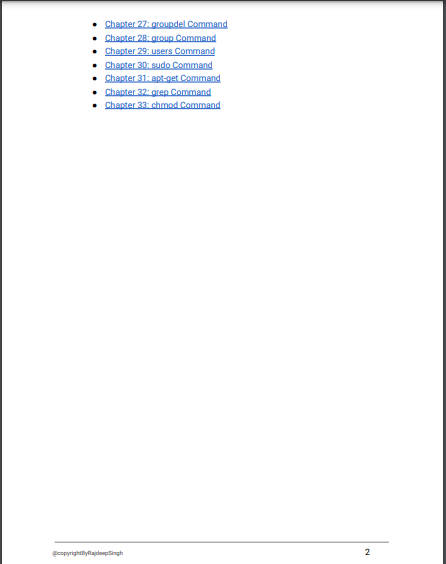 ● Chapter 27: groupdel Command
● Chapter 28: group Command
● Chapter 29: users Command
● Chapter 30: sudo Command
● Chapter 31: apt-get Command
● Chapter 32: grep Command
● Chapter 33: chmod Command
@copyrightByRajdeepSingh 2